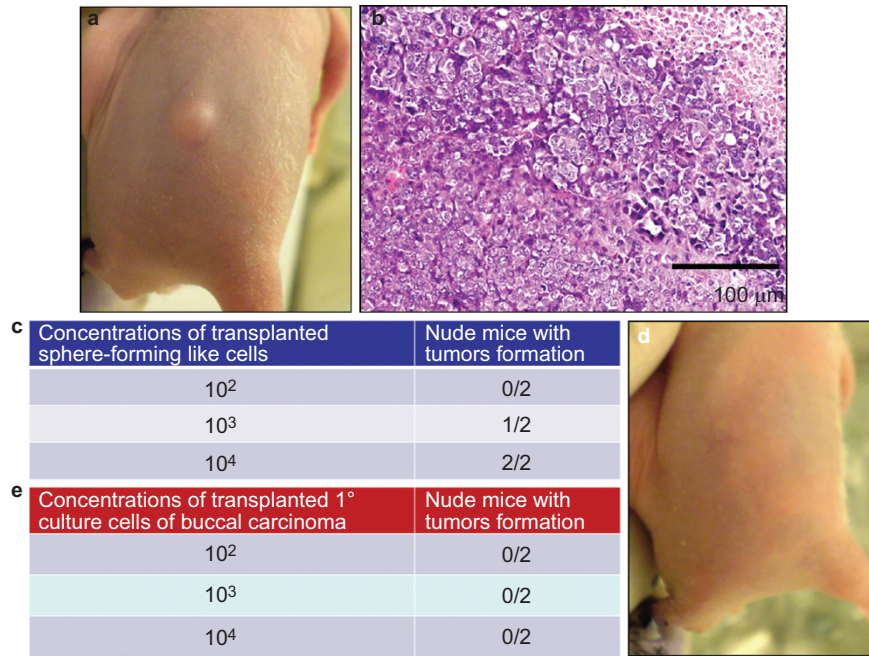 a
b
100 μm
c
Concentrations of transplanted
sphere-forming like cells
Nude mice with
tumors formation
10²
0/2
10³
1/2
10⁴
2/2
d
e
Concentrations of transplanted 1°
culture cells of buccal carcinoma
Nude mice with
tumors formation
10²
0/2
10³
0/2
10⁴
0/2